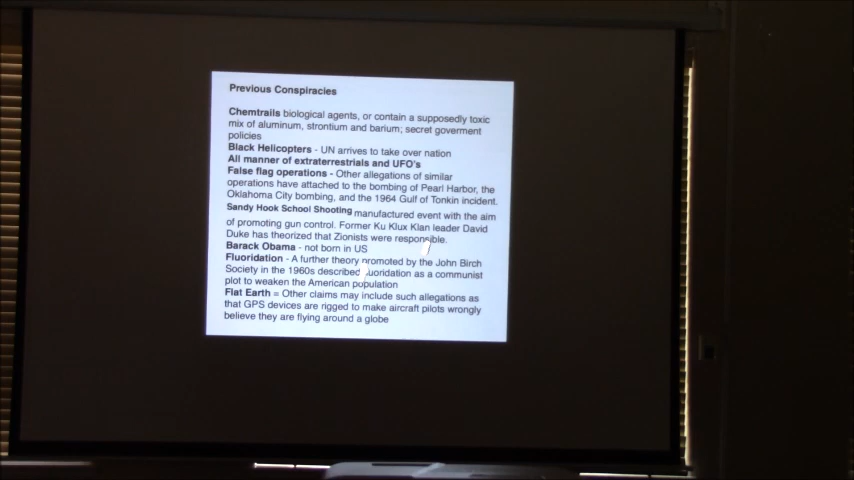 Previous Conspiracies
Chemtrails biological agents, or contain a supposedly toxic
mix of aluminum, strontium and barium; secret goverment
policies
Black Helicopters - UN arrives to take over nation
All manner of extraterrestrials and UFO's
False flag operations - Other allegations of similar
operations have attached to the bombing of Pearl Harbor, the
Oklahoma City bombing, and the 1964 Gulf of Tonkin incident.
Sandy Hook School Shooting manufactured event with the aim
of promoting gun control. Former Ku Klux Klan leader David
Duke has theorized that Zionists were responsible.
Barack Obama - not born in US
Fluoridation - A further theory promoted by the John Birch
Society in the 1960s described fluoridation as a communist
plot to weaken the American population
Flat Earth = Other claims may include such allegations as
that GPS devices are rigged to make aircraft pilots wrongly
believe they are flying around a globe